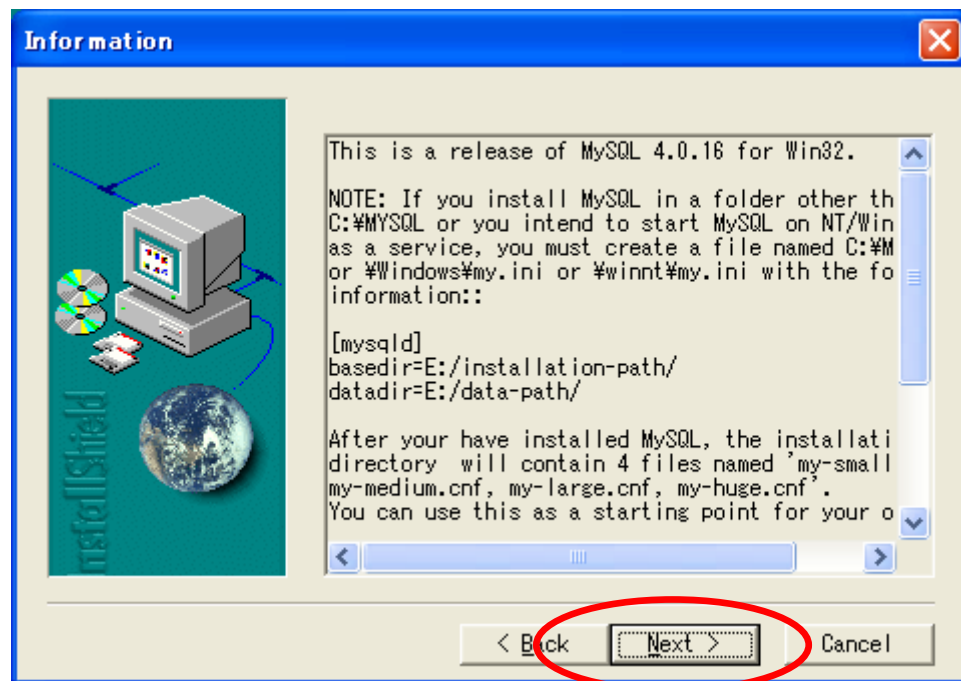 Information
This is a release of MySQL 4.0.16 for Win32.
NOTE: If you install MySQL in a folder other th
C:¥MYSQL or you intend to start MySQL on NT/Win
as a service, you must create a file named C:¥M
or ¥Windows¥my.ini or ¥winnt¥my.ini with the fo
information::
[mysqld]
basedir=E:/installation-path/
datadir=E:/data-path/
After your have installed MySQL, the installati
directory  will contain 4 files named 'my-small
my-medium.cnf, my-large.cnf, my-huge.cnf'.
You can use this as a starting point for your o
InstallShield
< Back
Next >
Cancel